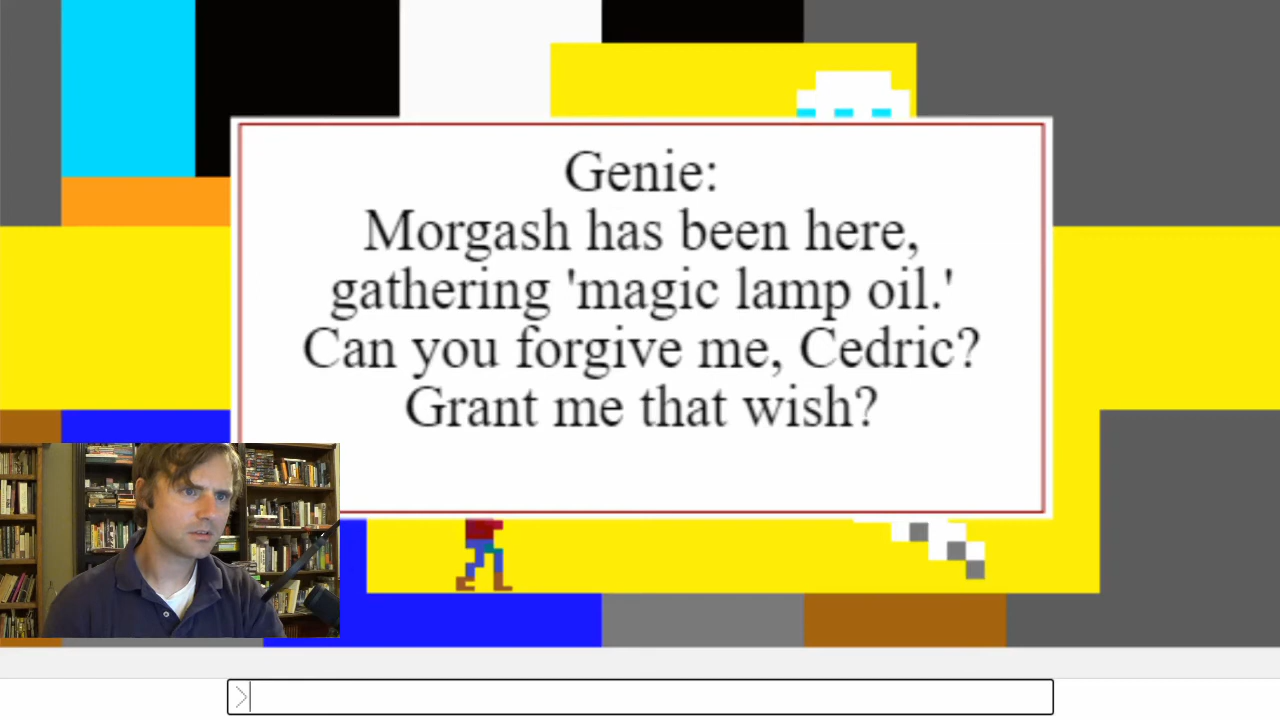 Genie:
Morgash has been here,
gathering 'magic lamp oil.'
Can you forgive me, Cedric?
Grant me that wish?
>